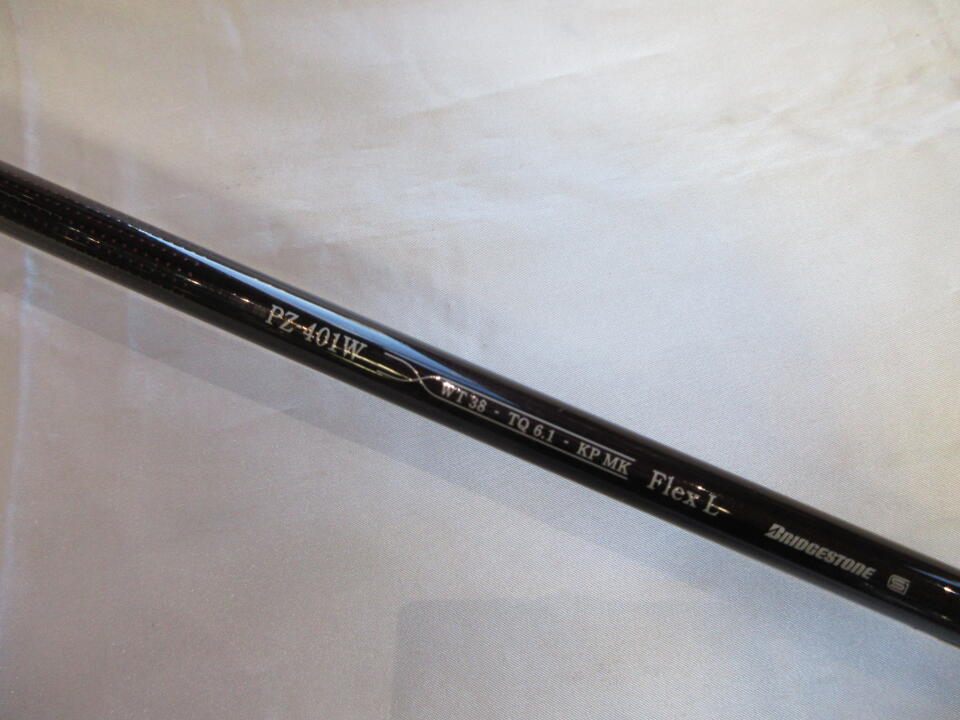 PZ-401W WT 38 - TQ 6.1 - KP MK Flex L BRIDGESTONE S